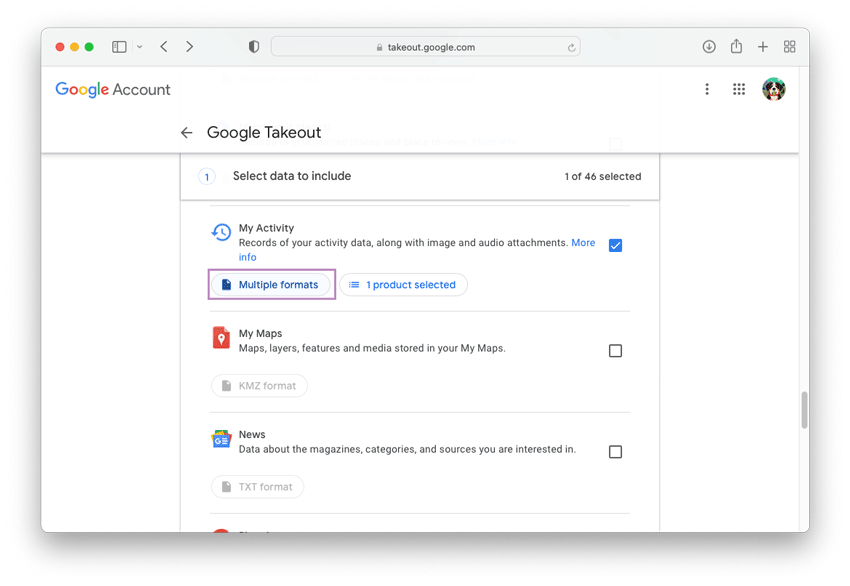 takeout.google.com
Google Account
Google Takeout
1
Select data to include
1 of 46 selected
My Activity
Records of your activity data, along with image and audio attachments. More
info
Multiple formats
1 product selected
My Maps
Maps, layers, features and media stored in your My Maps.
KMZ format
News
Data about the magazines, categories, and sources you are interested in.
TXT format